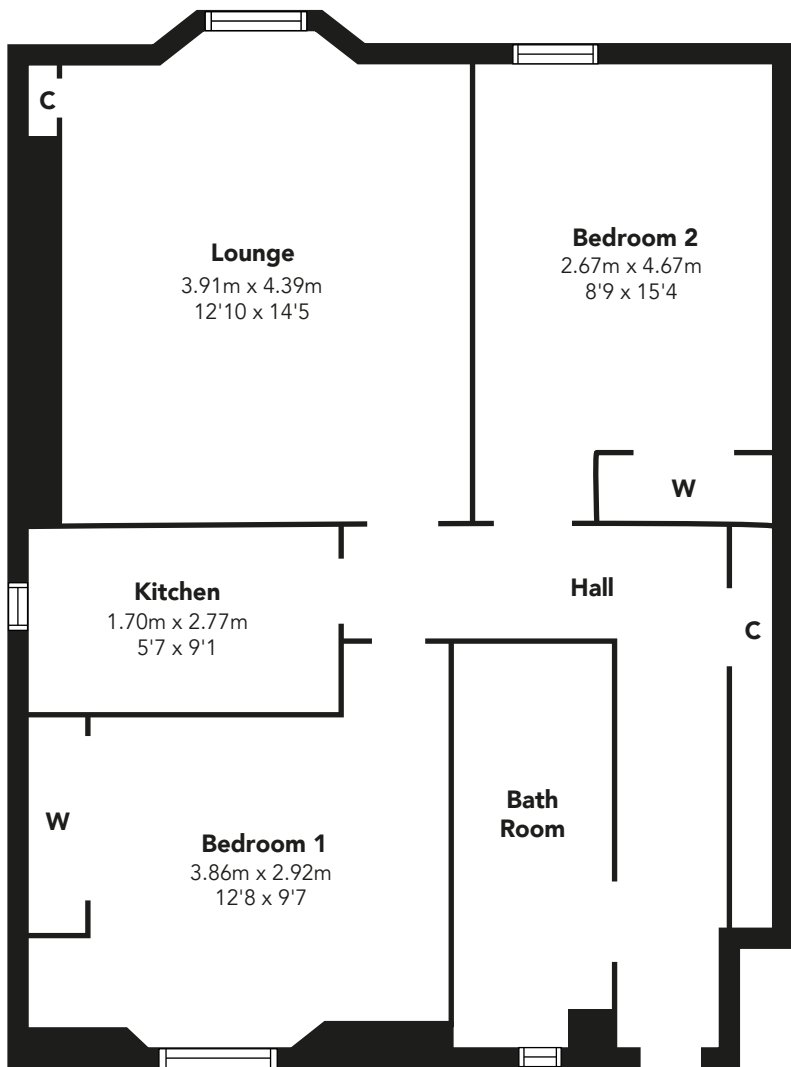 C
Lounge
3.91m x 4.39m
12'10 x 14'5
Bedroom 2
2.67m x 4.67m
8'9 x 15'4
W
Kitchen
1.70m x 2.77m
5'7 x 9'1
Hall
C
W
Bedroom 1
3.86m x 2.92m
12'8 x 9'7
Bath
Room